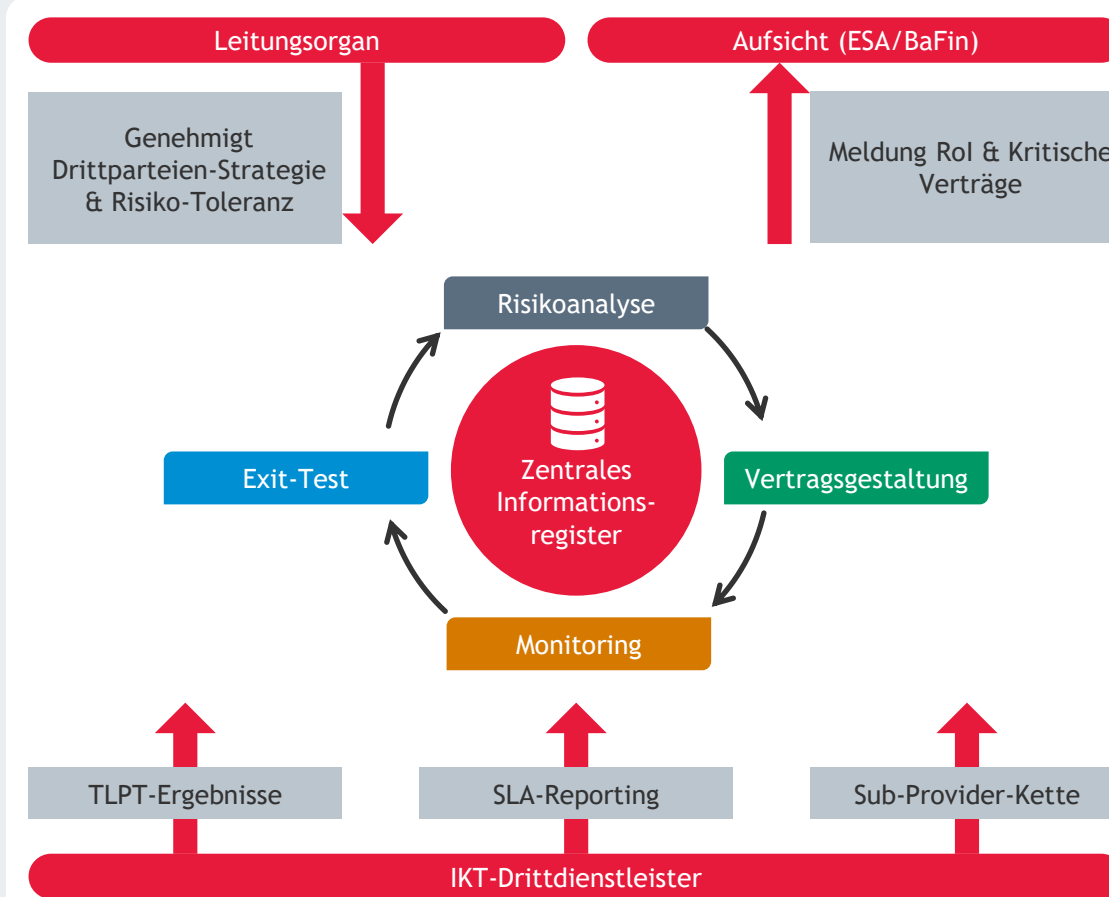 Leitungsorgan
Aufsicht (ESA/BaFin)
Genehmigt
Drittparteien-Strategie
& Risiko-Toleranz
Meldung RoI & Kritische
Verträge
Risikoanalyse
Zentrales
Informations-
register
Exit-Test
Vertragsgestaltung
Monitoring
TLPT-Ergebnisse
SLA-Reporting
Sub-Provider-Kette
IKT-Drittdienstleister